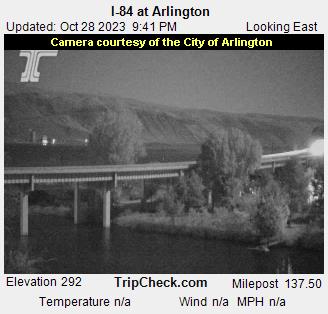 I-84 at Arlington
Updated: Oct 28 2023 9:41 PM Looking East
Camera courtesy of the City of Arlington
Elevation 292 TripCheck.com Milepost 137.50
Temperature n/a Wind n/a MPH n/a